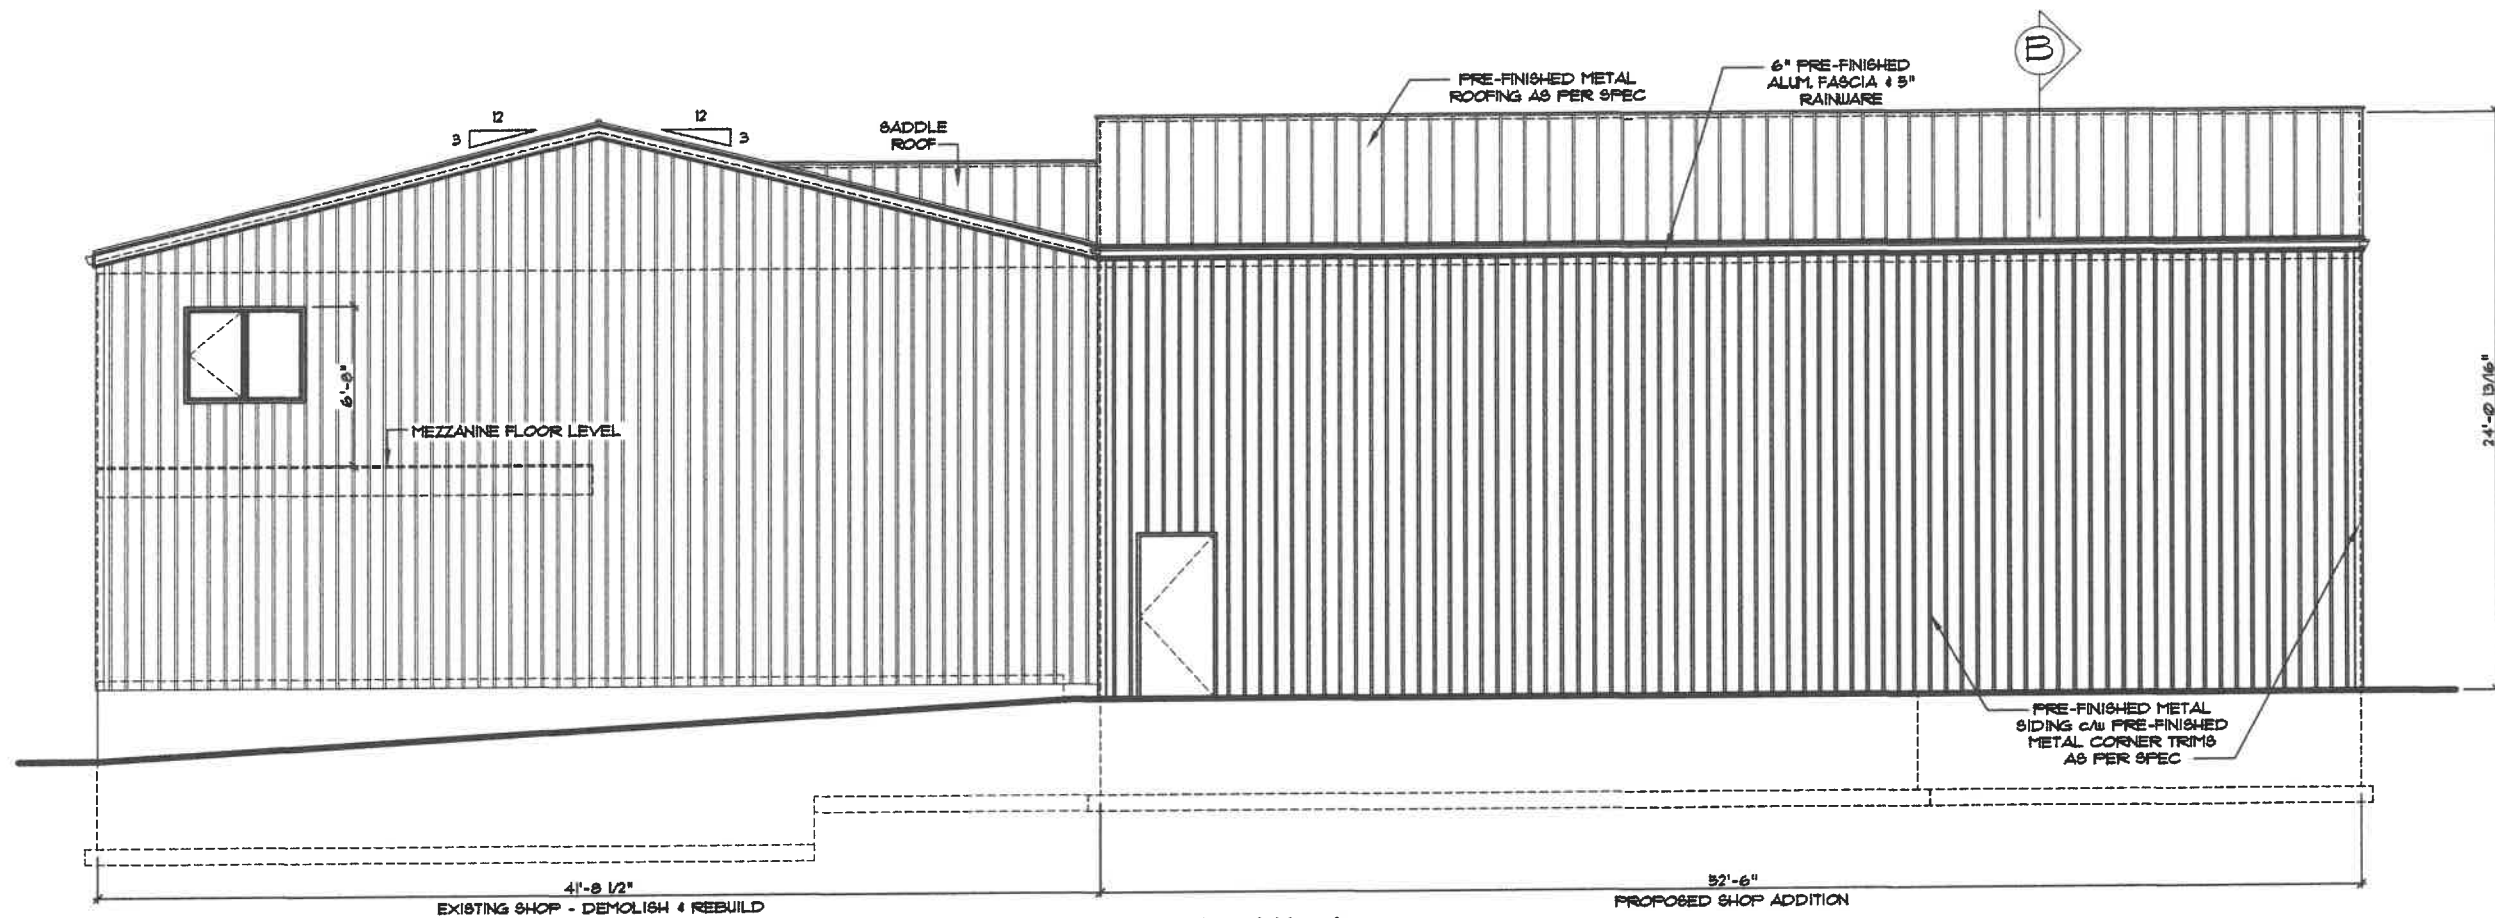 B
PRE-FINISHED METAL
ROOFING AS PER SPEC
6" PRE-FINISHED
ALUM. FASCIA & 5"
RAINWARE
12
3
12
3
SADDLE
ROOF
6'-8"
MEZZANINE FLOOR LEVEL
24'-0 13/16"
PRE-FINISHED METAL
SIDING c/w PRE-FINISHED
METAL CORNER TRIMS
AS PER SPEC
41'-8 1/2"
EXISTING SHOP - DEMOLISH & REBUILD
52'-6"
PROPOSED SHOP ADDITION